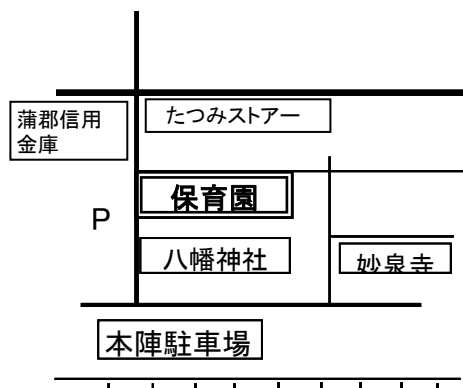 蒲郡信用
金庫
たつみストアー
保育園
P
八幡神社
妙泉寺
本陣駐車場